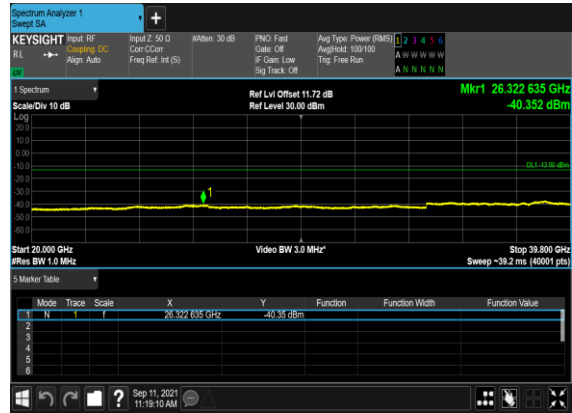 Spectrum Analyzer 1
Swept SA
KEYSIGHT Input: RF Input Z: 50 Ω #Atten: 30 dB PNO: Fast Avg Type: Power (RMS) 1 2 3 4 5 6
RL Coupling: DC Corr CCorr Gate: Off Avg|Hold: 100/100 A W W W W W
Align: Auto Freq Ref: Int (S) IF Gain: Low Trig: Free Run
Sig Track: Off A N N N N N
1 Spectrum Ref Lvl Offset 11.72 dB Mkr1 26.322 635 GHz
Scale/Div 10 dB Ref Level 30.00 dBm -40.352 dBm
Log
20.0
10.0
0.00
-10.0
DL1 -13.00 dBm
-20.0
-30.0
1
-40.0
-50.0
-60.0
Start 20.000 GHz Video BW 3.0 MHz* Stop 39.800 GHz
#Res BW 1.0 MHz Sweep ~39.2 ms (40001 pts)
5 Marker Table
Mode Trace Scale X Y Function Function Width Function Value
1 N 1 f 26.322 635 GHz -40.35 dBm
2
3
4
5
6
? Sep 11, 2021
11:19:10 AM